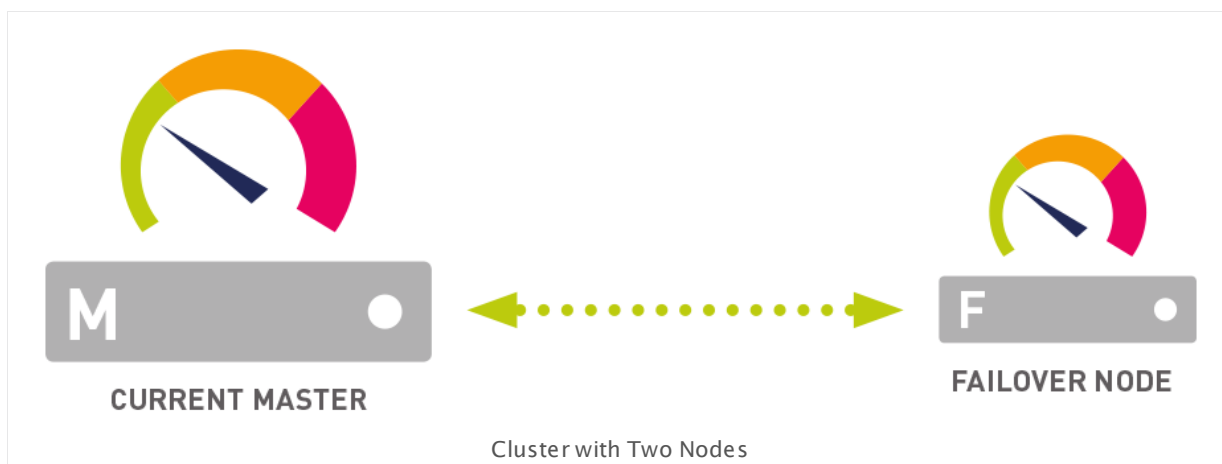 M
F
CURRENT MASTER
FAILOVER NODE
Cluster with Two Nodes